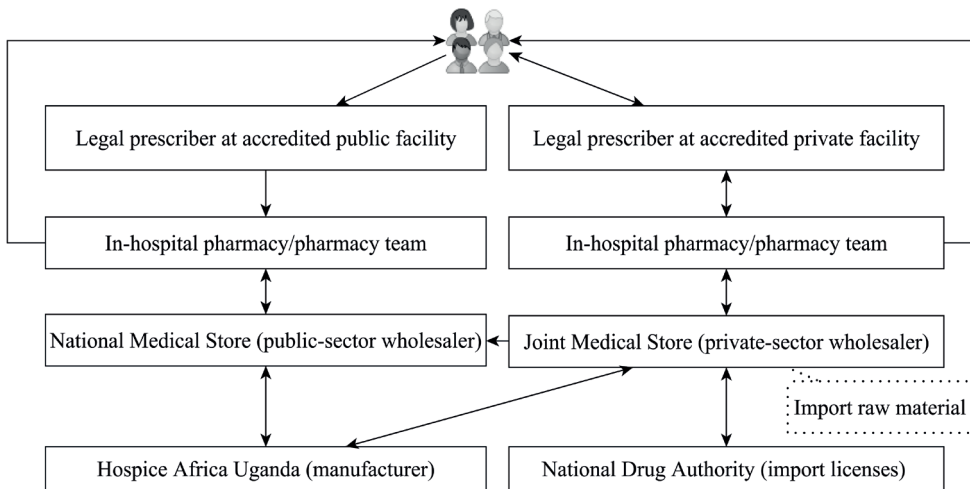 Legal prescriber at accredited public facility
Legal prescriber at accredited private facility
In-hospital pharmacy/pharmacy team
In-hospital pharmacy/pharmacy team
National Medical Store (public-sector wholesaler)
Joint Medical Store (private-sector wholesaler)
Import raw material
Hospice Africa Uganda (manufacturer)
National Drug Authority (import licenses)